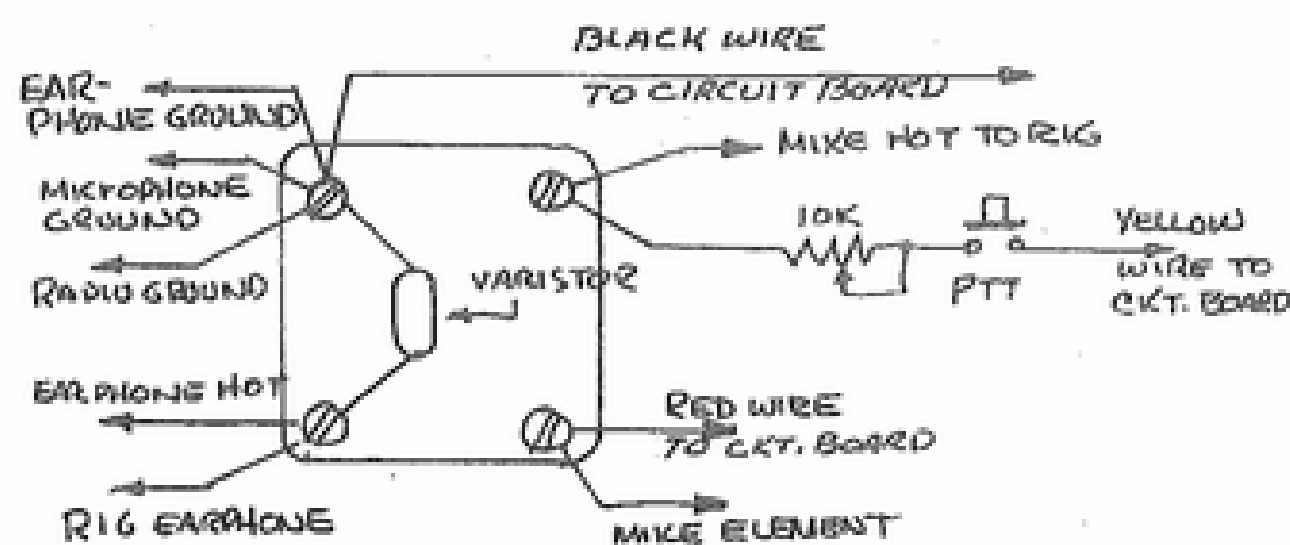 BLACK WIRE
TO CIRCUIT BOARD
EAR-
PHONE GROUND
MICROPHONE
GROUND
RADIO GROUND
MIKE HOT TO RIG
10K
PTT
YELLOW
WIRE TO
CKT. BOARD
VARISTOR
EARPHONE HOT
RIG EARPHONE
RED WIRE
TO CKT. BOARD
MIKE ELEMENT